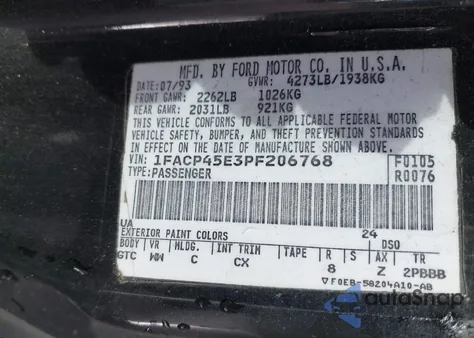 MFD. BY FORD MOTOR CO. IN U.S.A.
DATE: 07/93 GVWR: 4273LB/1938KG
FRONT GAWR: 2262LB 1026KG
REAR GAWR: 2031LB 921KG
THIS VEHICLE CONFORMS TO ALL APPLICABLE FEDERAL MOTOR
VEHICLE SAFETY, BUMPER, AND THEFT PREVENTION STANDARDS
IN EFFECT ON THE DATE OF MANUFACTURE SHOWN ABOVE.
VIN: 1FACP45E3PF206768 F0105
TYPE: PASSENGER R0076
UA 24
EXTERIOR PAINT COLORS DSO
BODY VR MLDG. INT TRIM TAPE R S AX TR
GTC WW C CX 8 Z 2PBBB
▽F0EB-58204A10-AB
autoSnap